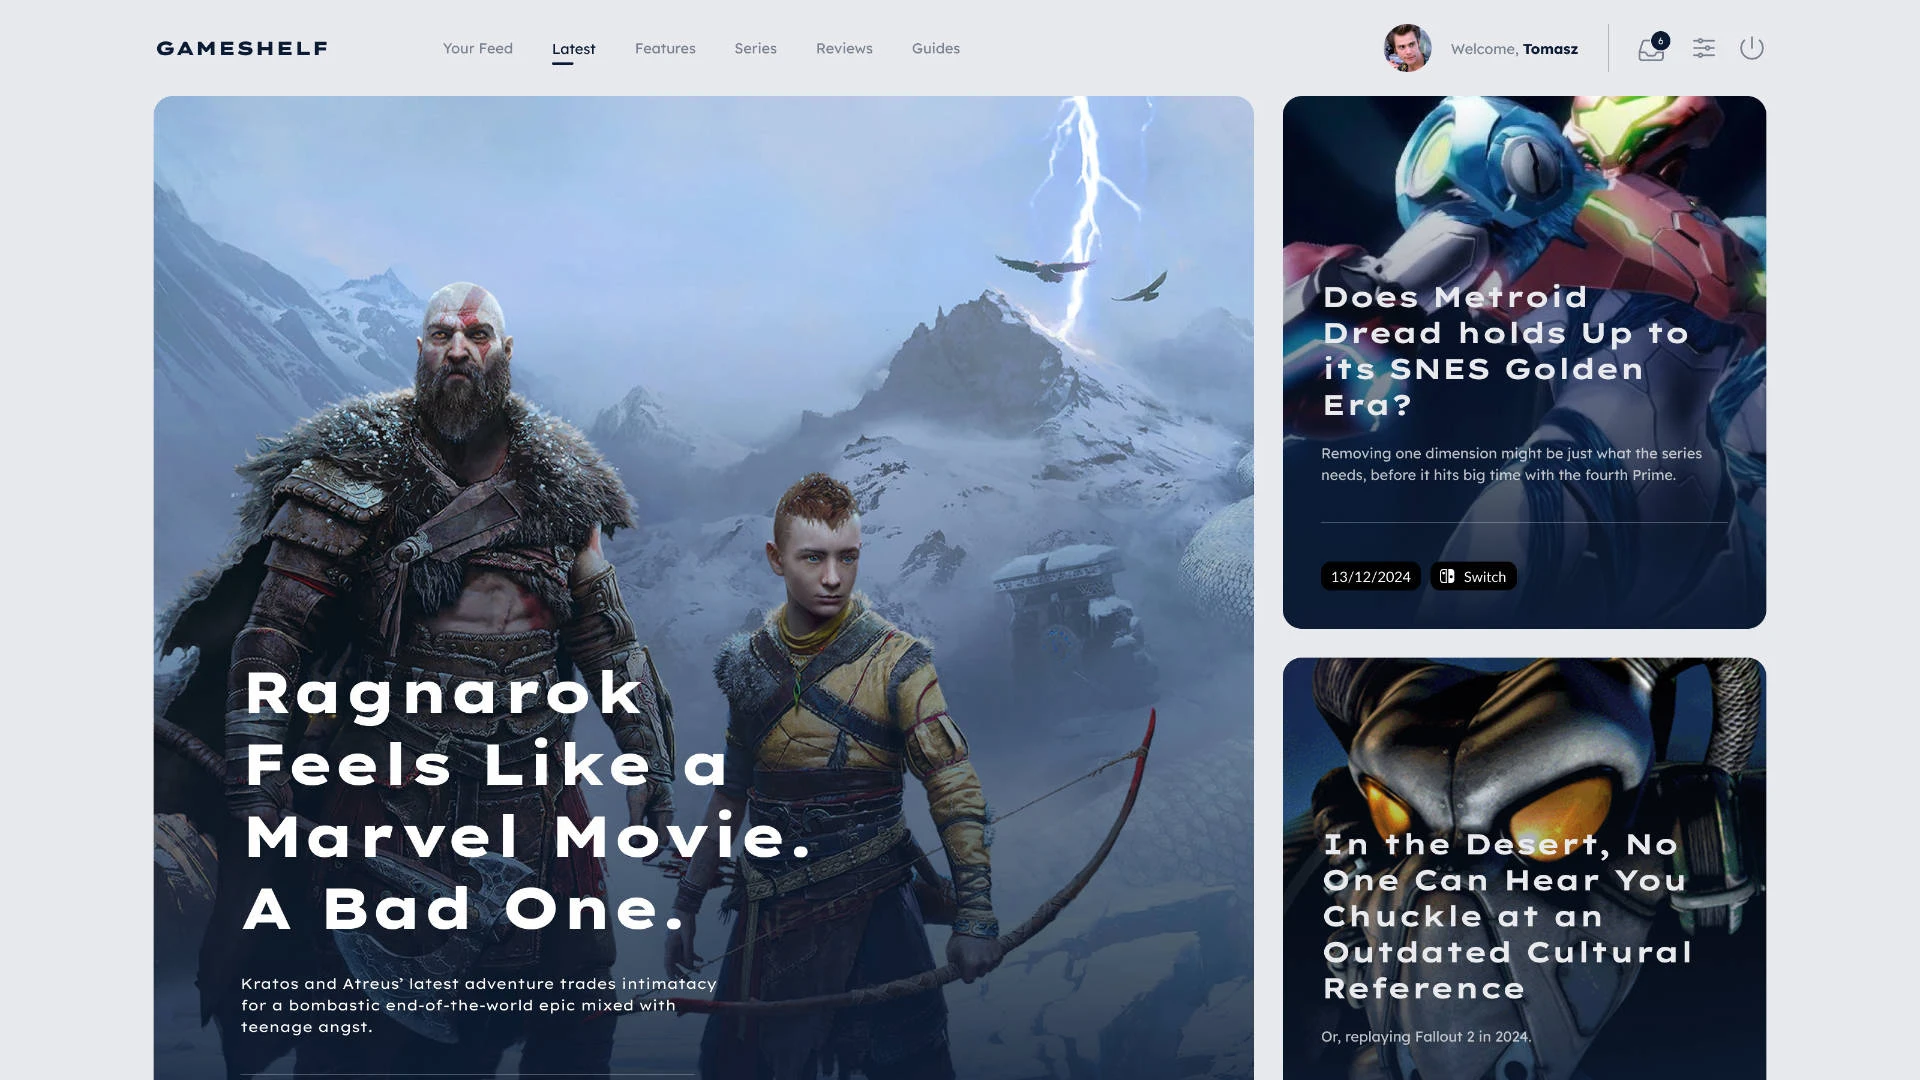 GAMESHELF
Your Feed
Latest
Features
Series
Reviews
Guides
Welcome, Tomasz
6
Ragnarok
Feels Like a
Marvel Movie.
A Bad One.
Kratos and Atreus’ latest adventure trades intimatacy
for a bombastic end-of-the-world epic mixed with
teenage angst.
Does Metroid
Dread holds Up to
its SNES Golden
Era?
Removing one dimension might be just what the series
needs, before it hits big time with the fourth Prime.
13/12/2024
Switch
In the Desert, No
One Can Hear You
Chuckle at an
Outdated Cultural
Reference
Or, replaying Fallout 2 in 2024.